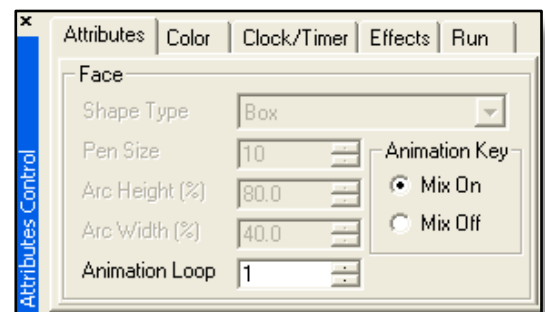 Attributes Color Clock/Timer Effects Run
Face
Shape Type Box
Pen Size 10 Animation Key
Arc Height (%) 80.0 Mix On
Arc Width (%) 40.0 Mix Off
Animation Loop 1
Attributes Control